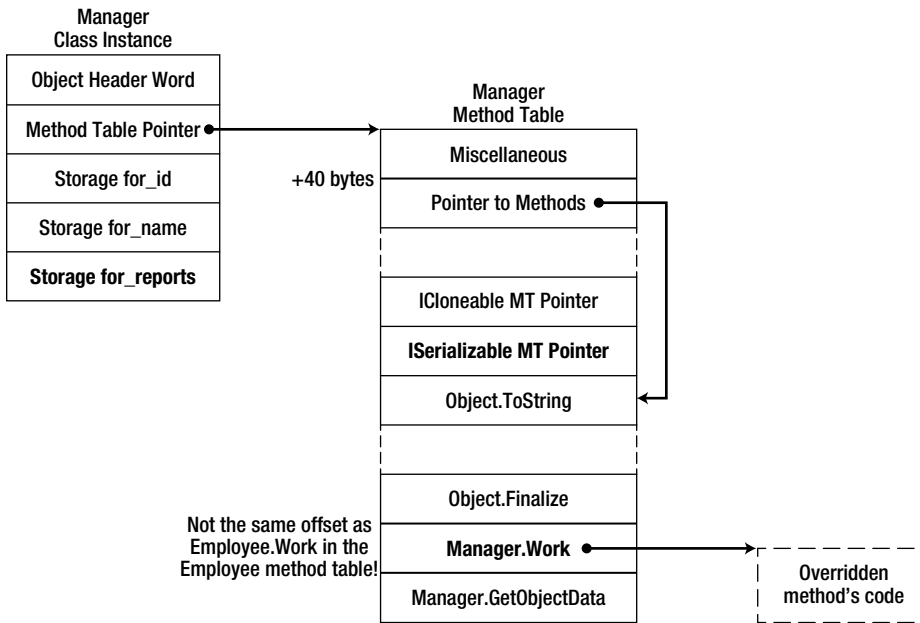 Manager
Class Instance
Object Header Word
Method Table Pointer
Storage for_id
Storage for_name
Storage for_reports
Manager
Method Table
Miscellaneous
+40 bytes
Pointer to Methods
ICloneable MT Pointer
ISerializable MT Pointer
Object.ToString
Object.Finalize
Not the same offset as
Employee.Work in the
Employee method table!
Manager.Work
Manager.GetObjectData
Overridden
method's code